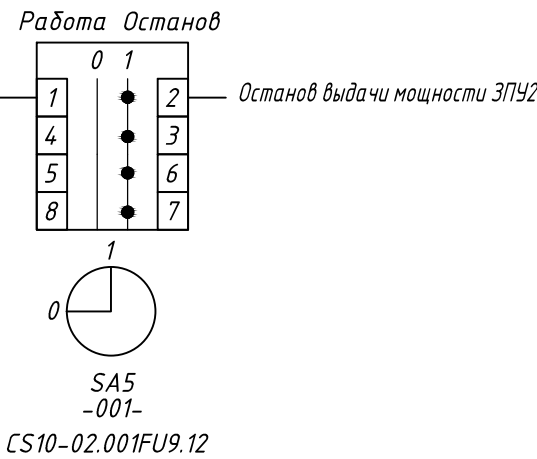 Работа Останов
0 1
1 2 Останов выдачи мощности ЗПУ2
4 3
5 6
8 7
1
0
SA5
-001-
CS10-02.001FU9.12